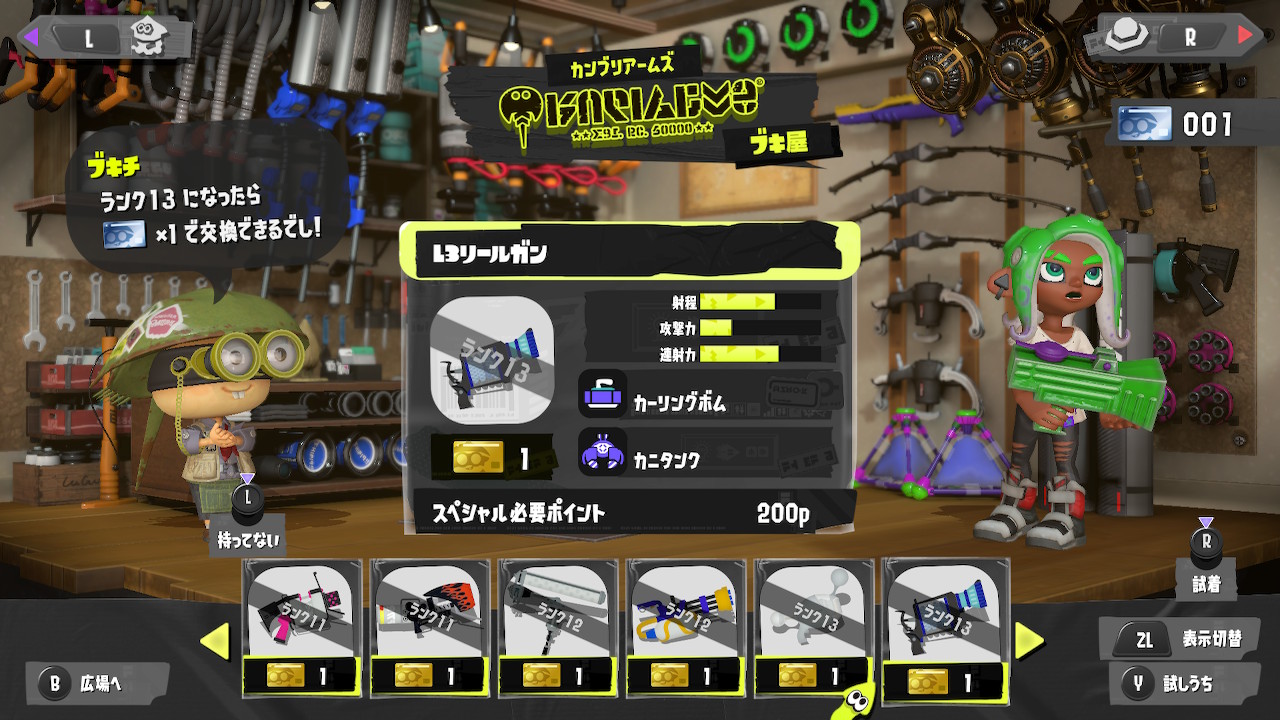 L
R
カンブリアームズ
ブキ屋
001
ブキチ
ランク13 になったら
×1 で交換できるでし!
L3リールガン
射程
攻撃力
連射力
ランク13
カーリングボム
1
カニタンク
スペシャル必要ポイント 200p
L
持ってない
R
試着
ランク11
ランク11
ランク12
ランク12
ランク13
ランク13
1
1
1
1
1
1
B 広場へ
ZL 表示切替
Y 試しうち